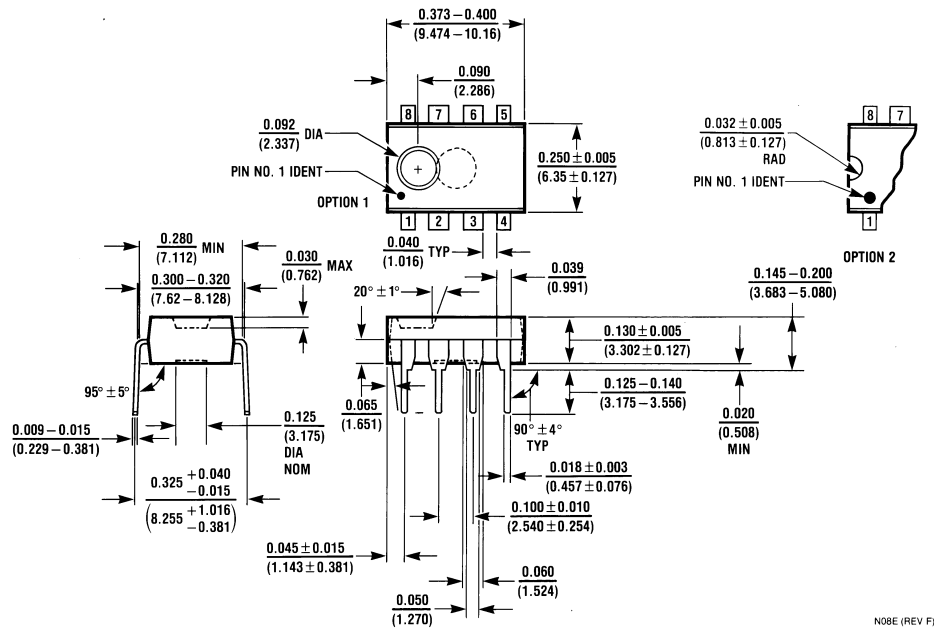 0.373 – 0.400
(9.474 – 10.16)
0.090
(2.286)
8 7 6 5
0.092 DIA
(2.337)
PIN NO. 1 IDENT
OPTION 1
1 2 3 4
0.250 ± 0.005
(6.35 ± 0.127)
8 7
0.032 ± 0.005
(0.813 ± 0.127)
RAD
PIN NO. 1 IDENT
1
OPTION 2
0.280 MIN
(7.112)
0.300 – 0.320
(7.62 – 8.128)
0.030 MAX
(0.762)
0.040 TYP
(1.016)
20° ± 1°
0.039
(0.991)
0.145 – 0.200
(3.683 – 5.080)
0.130 ± 0.005
(3.302 ± 0.127)
0.125 – 0.140
(3.175 – 3.556)
0.020
(0.508)
MIN
95° ± 5°
0.009 – 0.015
(0.229 – 0.381)
0.125
(3.175)
DIA
NOM
0.065
(1.651)
90° ± 4°
TYP
0.018 ± 0.003
(0.457 ± 0.076)
0.325 +0.040
−0.015
(8.255 +1.016
−0.381)
0.100 ± 0.010
(2.540 ± 0.254)
0.045 ± 0.015
(1.143 ± 0.381)
0.060
(1.524)
0.050
(1.270)
N08E (REV F)